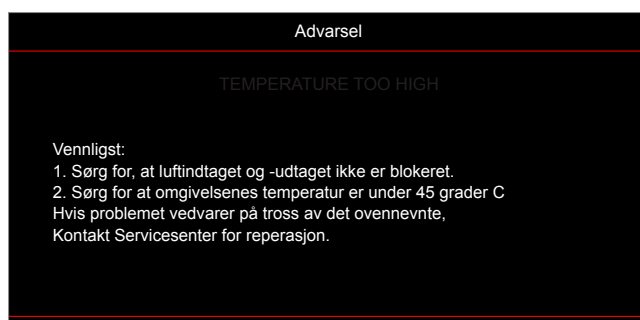 Advarsel
TEMPERATURE TOO HIGH
Vennligst:
1. Sørg for, at luftindtaget og -udtaget ikke er blokeret.
2. Sørg for at omgivelsenes temperatur er under 45 grader C
Hvis problemet vedvarer på tross av det ovennevnte,
Kontakt Servicesenter for reperasjon.